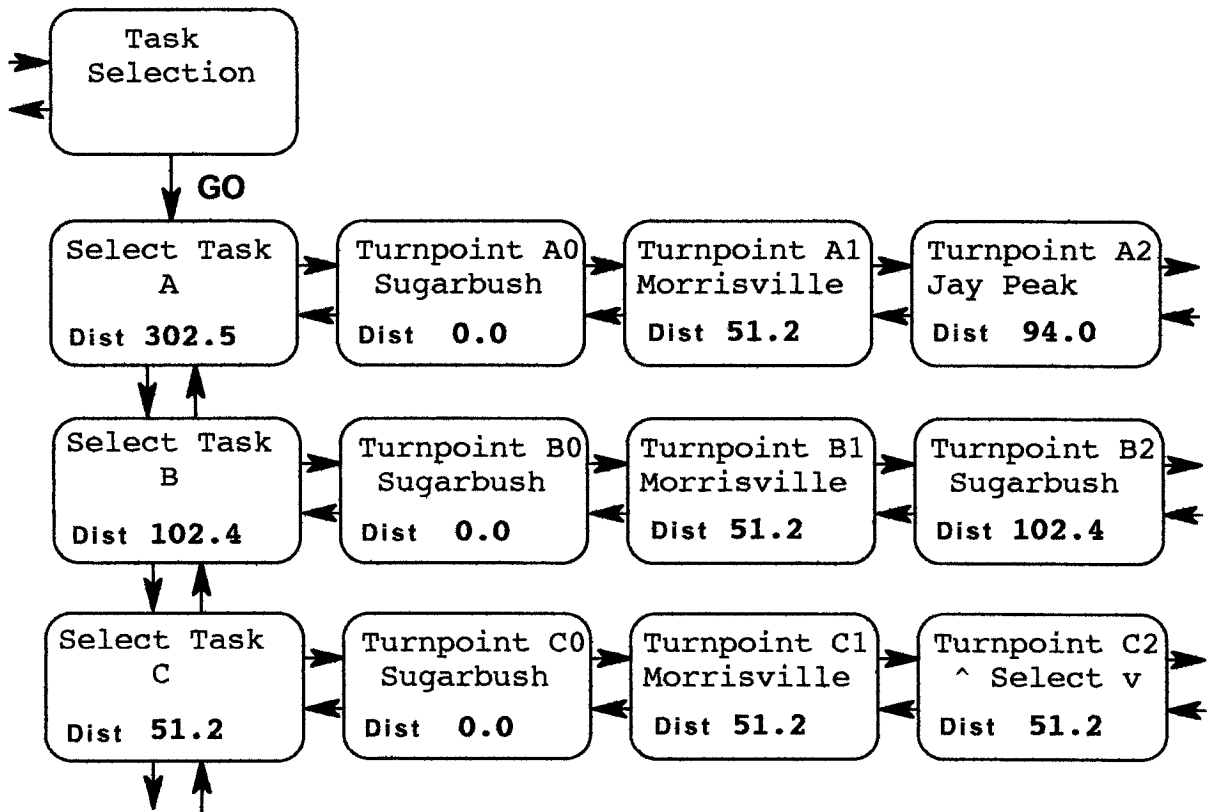 Task
Selection
GO
Select Task
A
Dist 302.5
Turnpoint A0
Sugarbush
Dist 0.0
Turnpoint A1
Morrisville
Dist 51.2
Turnpoint A2
Jay Peak
Dist 94.0
Select Task
B
Dist 102.4
Turnpoint B0
Sugarbush
Dist 0.0
Turnpoint B1
Morrisville
Dist 51.2
Turnpoint B2
Sugarbush
Dist 102.4
Select Task
C
Dist 51.2
Turnpoint C0
Sugarbush
Dist 0.0
Turnpoint C1
Morrisville
Dist 51.2
Turnpoint C2
^ Select v
Dist 51.2